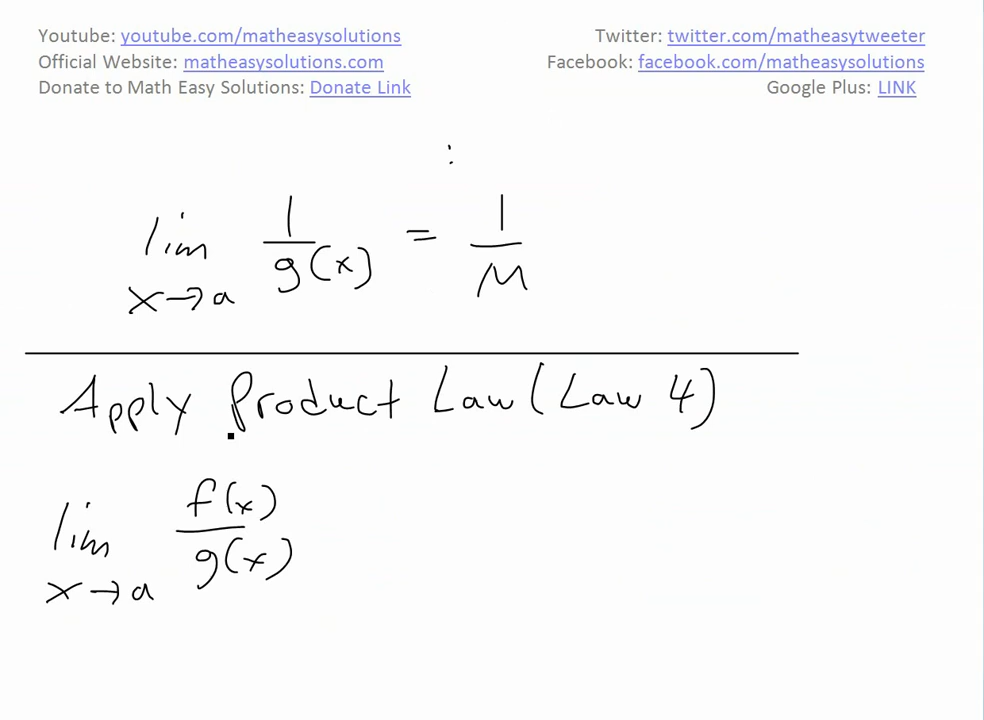 Youtube: youtube.com/matheasysolutions Twitter: twitter.com/matheasytweeter
Official Website: matheasysolutions.com Facebook: facebook.com/matheasysolutions
Donate to Math Easy Solutions: Donate Link Google Plus: LINK
:
lim x→a 1/g(x) = 1/M
Apply Product Law (Law 4)
lim x→a f(x)/g(x)